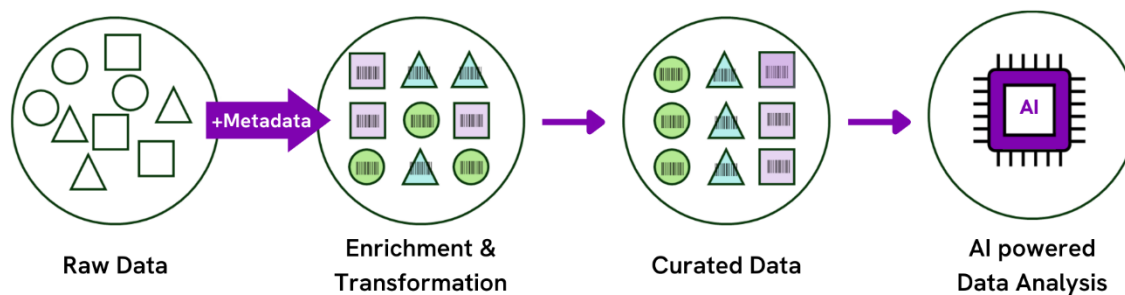 +Metadata
AI
Raw Data
Enrichment &
Transformation
Curated Data
AI powered
Data Analysis